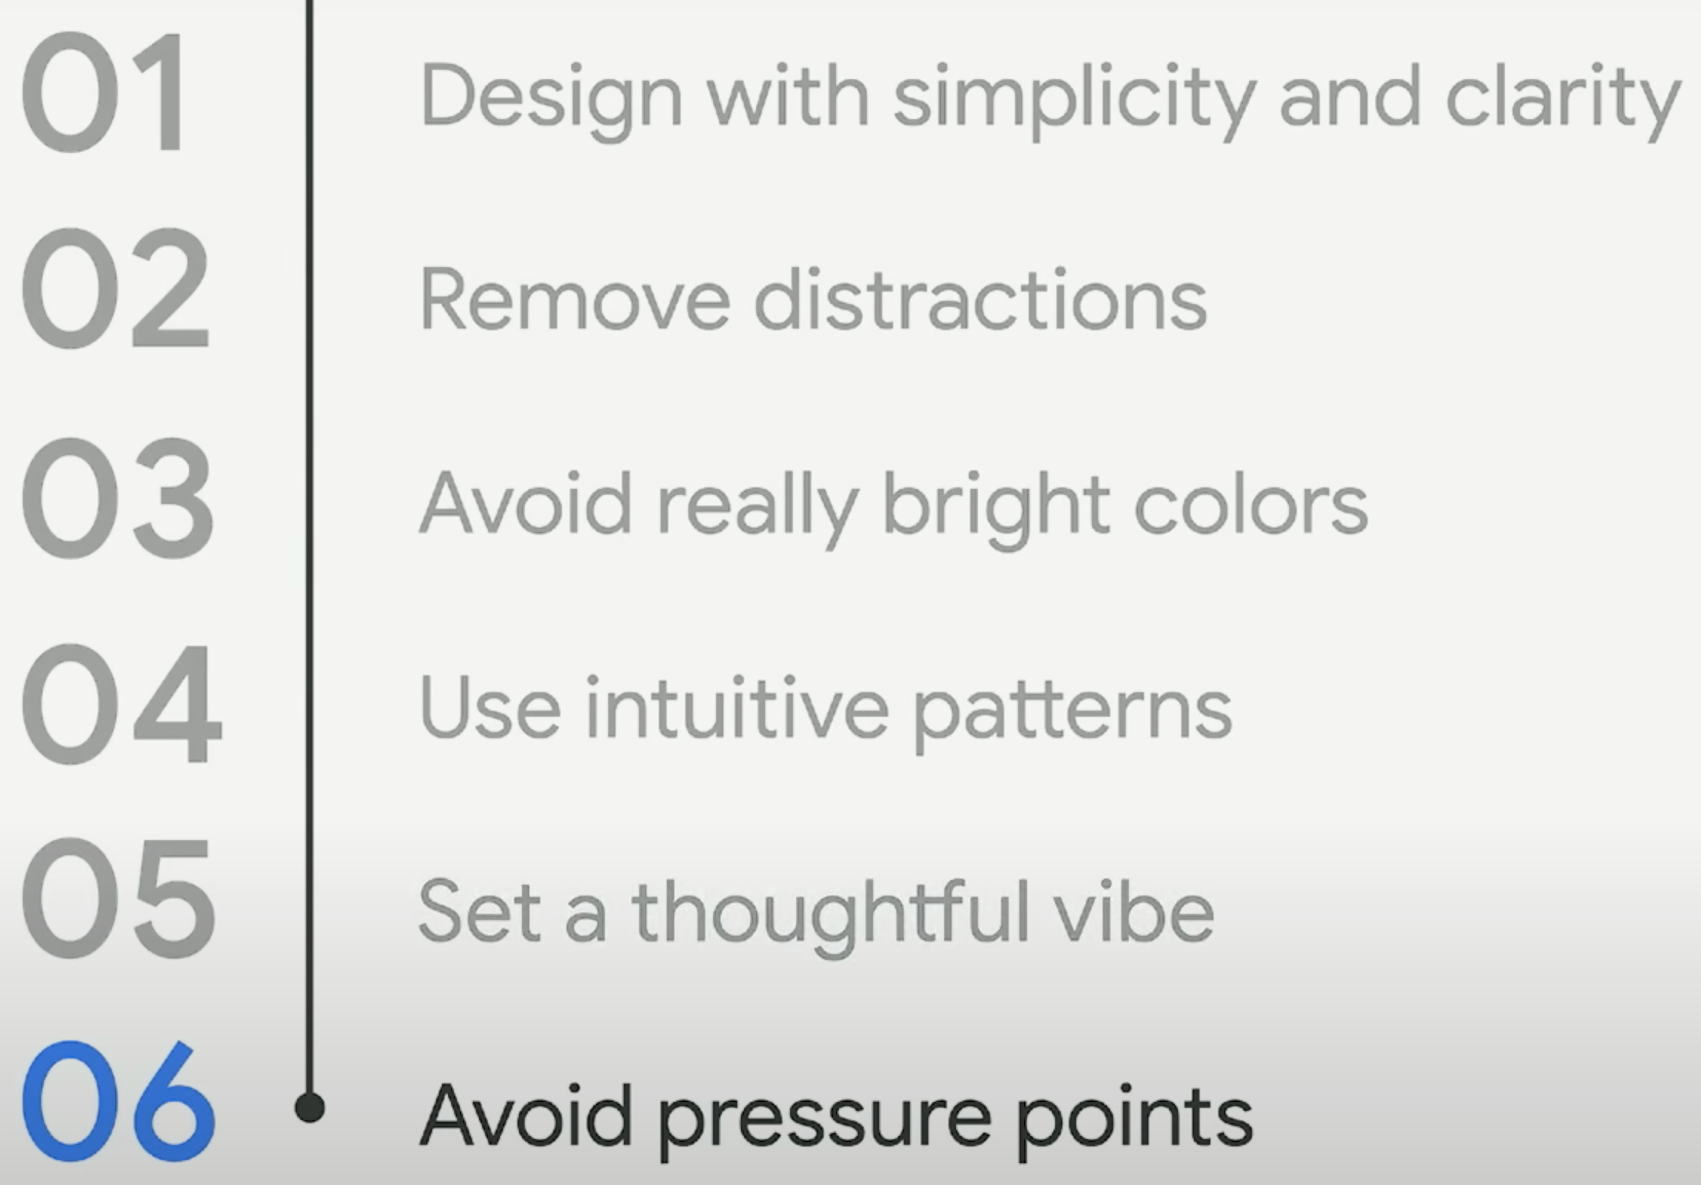 01 Design with simplicity and clarity
02 Remove distractions
03 Avoid really bright colors
04 Use intuitive patterns
05 Set a thoughtful vibe
06 Avoid pressure points